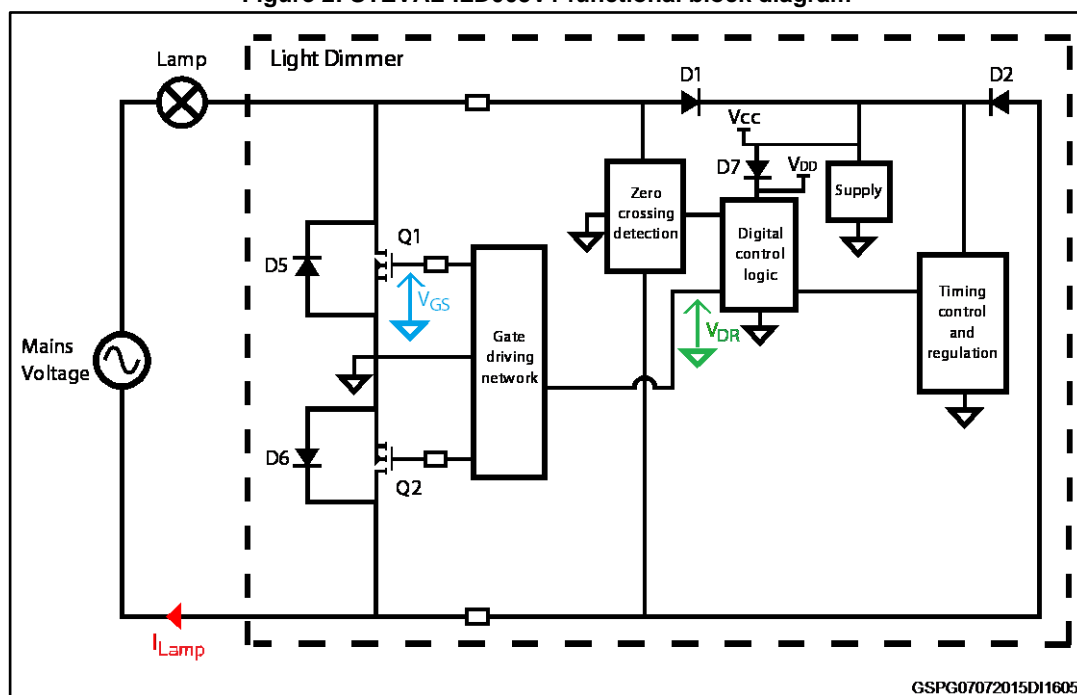 Light Dimmer
Lamp
D1
D2
VCC
D7
VDD
Zero
crossing
detection
Supply
Digital
control
logic
Q1
D5
VGS
Gate
driving
network
VDR
Timing
control
and
regulation
Mains
Voltage
D6
Q2
ILamp
GSPG07072015DI1605